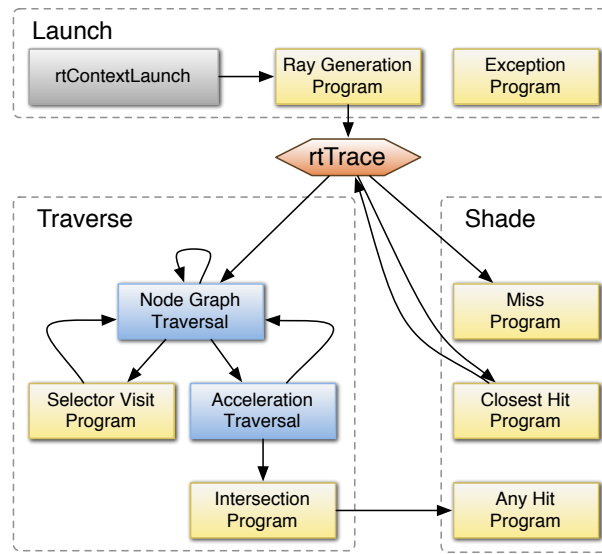 Launch
rtContextLaunch
Ray Generation
Program
Exception
Program
rtTrace
Traverse
Shade
Node Graph
Traversal
Miss
Program
Selector Visit
Program
Acceleration
Traversal
Closest Hit
Program
Intersection
Program
Any Hit
Program